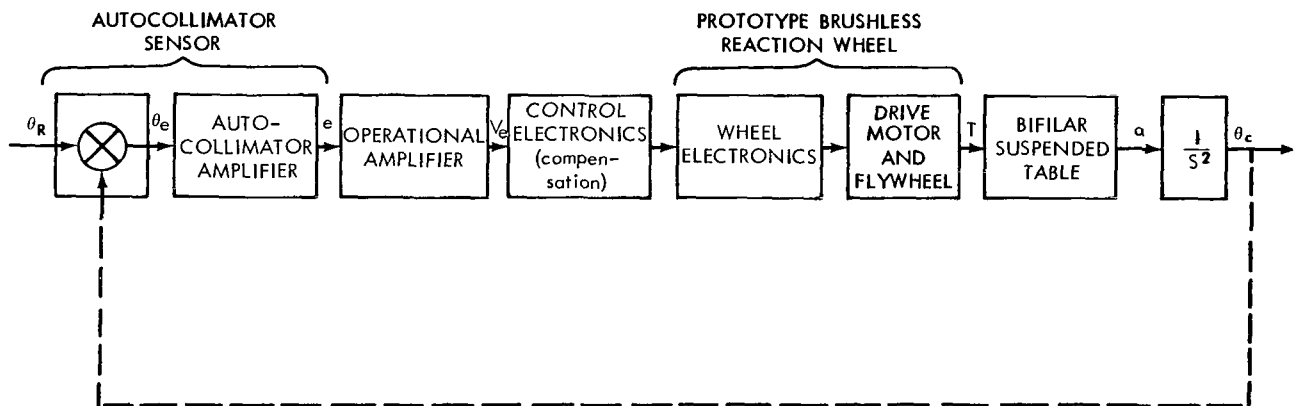 AUTOCOLLIMATOR
SENSOR
PROTOTYPE BRUSHLESS
REACTION WHEEL
θR
θe
AUTO-
COLLIMATOR
AMPLIFIER
e
OPERATIONAL
AMPLIFIER
Ve
CONTROL
ELECTRONICS
(compen-
sation)
WHEEL
ELECTRONICS
DRIVE
MOTOR
AND
FLYWHEEL
T
BIFILAR
SUSPENDED
TABLE
α
1
S²
θc